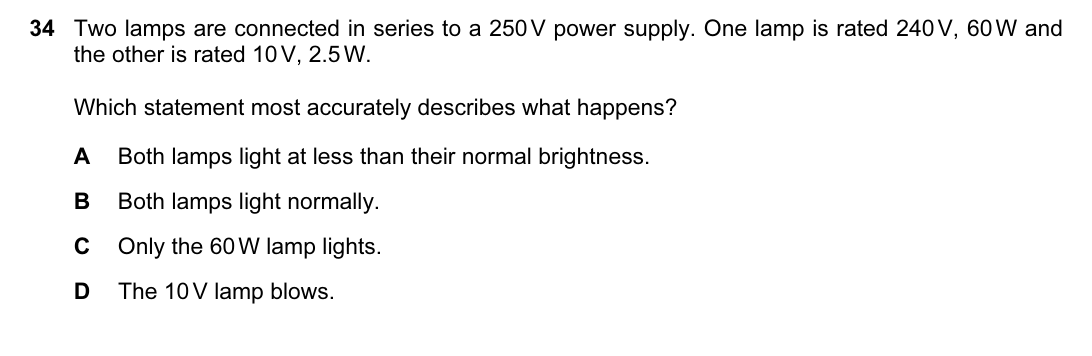 34 Two lamps are connected in series to a 250 V power supply. One lamp is rated 240 V, 60 W and
the other is rated 10 V, 2.5 W.
Which statement most accurately describes what happens?
A Both lamps light at less than their normal brightness.
B Both lamps light normally.
C Only the 60 W lamp lights.
D The 10 V lamp blows.